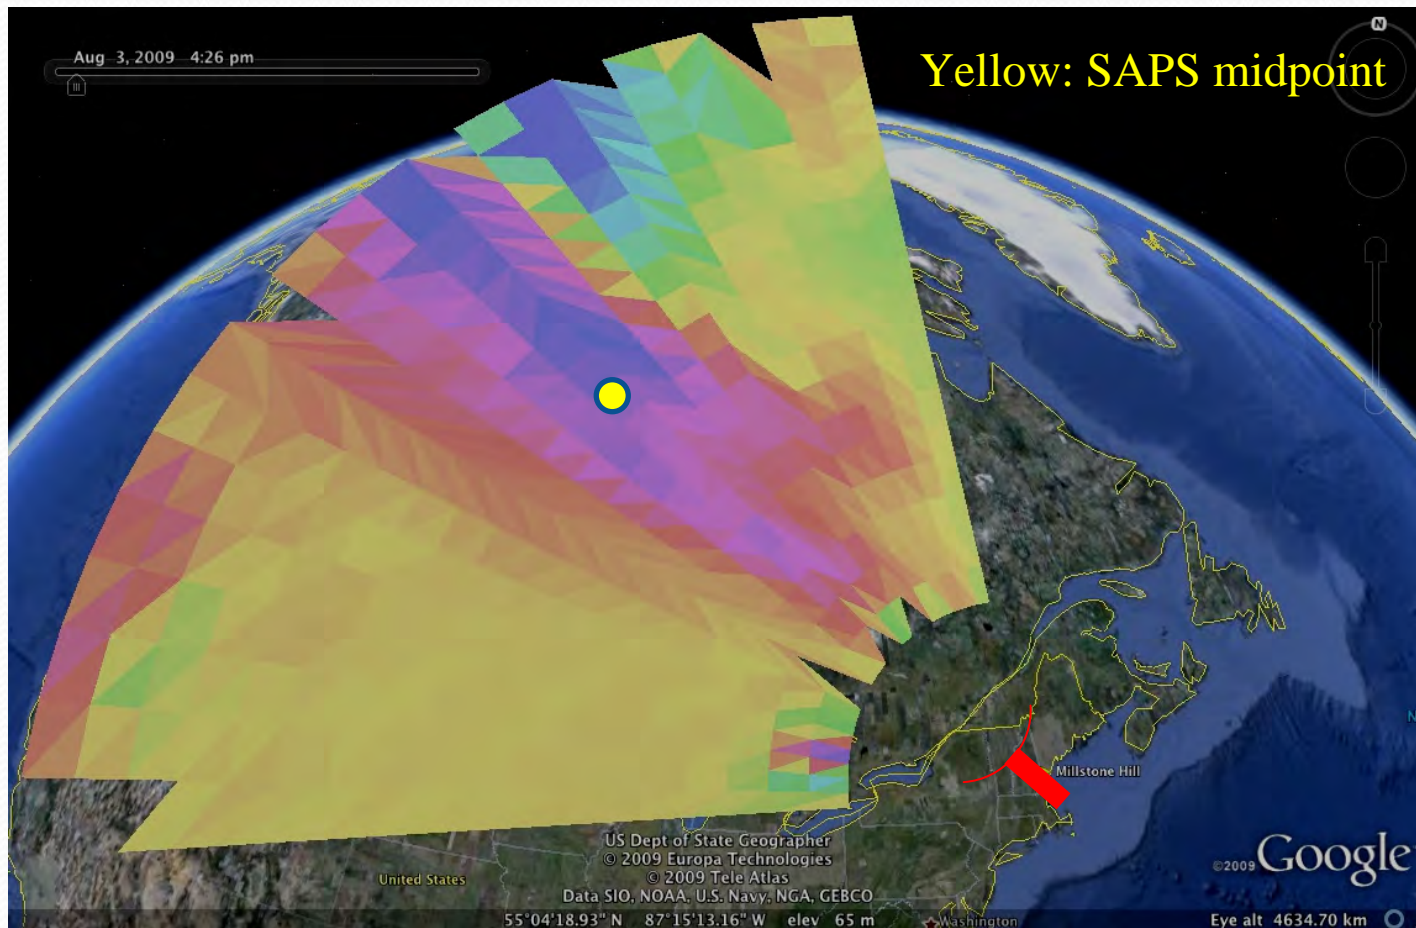 Aug 3, 2009 4:26 pm
N
Yellow: SAPS midpoint
Millstone Hill
N
US Dept of State Geographer
© 2009 Europa Technologies
© 2009 Tele Atlas
Data SIO, NOAA, U.S. Navy, NGA, GEBCO
United States
©2009 Google
55°04'18.93" N 87°15'13.16" W elev 65 m
Washington
Eye alt 4634.70 km